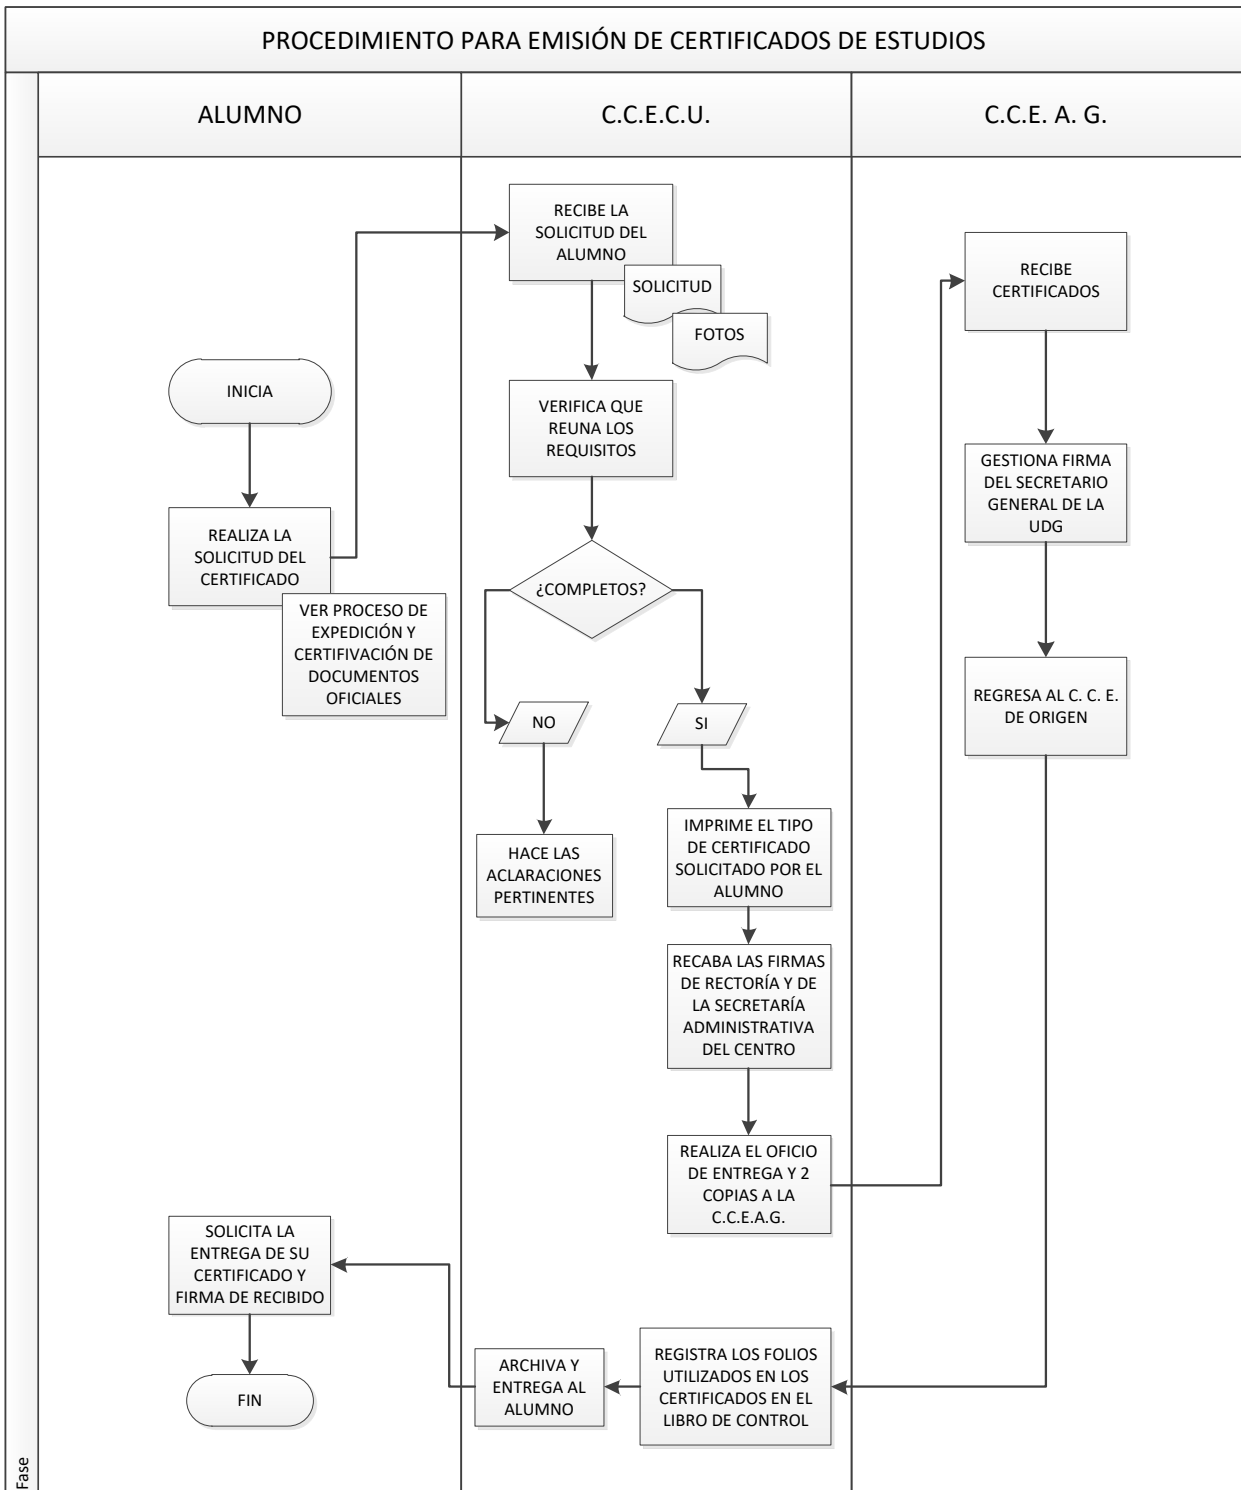 PROCEDIMIENTO PARA EMISIÓN DE CERTIFICADOS DE ESTUDIOS
ALUMNO
C.C.E.C.U.
C.C.E. A. G.
INICIA
REALIZA LA
SOLICITUD DEL
CERTIFICADO
VER PROCESO DE
EXPEDICIÓN Y
CERTIFIVACIÓN DE
DOCUMENTOS
OFICIALES
RECIBE LA
SOLICITUD DEL
ALUMNO
SOLICITUD
FOTOS
VERIFICA QUE
REUNA LOS
REQUISITOS
¿COMPLETOS?
NO
SI
HACE LAS
ACLARACIONES
PERTINENTES
IMPRIME EL TIPO
DE CERTIFICADO
SOLICITADO POR EL
ALUMNO
RECABA LAS FIRMAS
DE RECTORÍA Y DE
LA SECRETARÍA
ADMINISTRATIVA
DEL CENTRO
REALIZA EL OFICIO
DE ENTREGA Y 2
COPIAS A LA
C.C.E.A.G.
RECIBE
CERTIFICADOS
GESTIONA FIRMA
DEL SECRETARIO
GENERAL DE LA
UDG
REGRESA AL C. C. E.
DE ORIGEN
REGISTRA LOS FOLIOS
UTILIZADOS EN LOS
CERTIFICADOS EN EL
LIBRO DE CONTROL
ARCHIVA Y
ENTREGA AL
ALUMNO
SOLICITA LA
ENTREGA DE SU
CERTIFICADO Y
FIRMA DE RECIBIDO
FIN
Fase